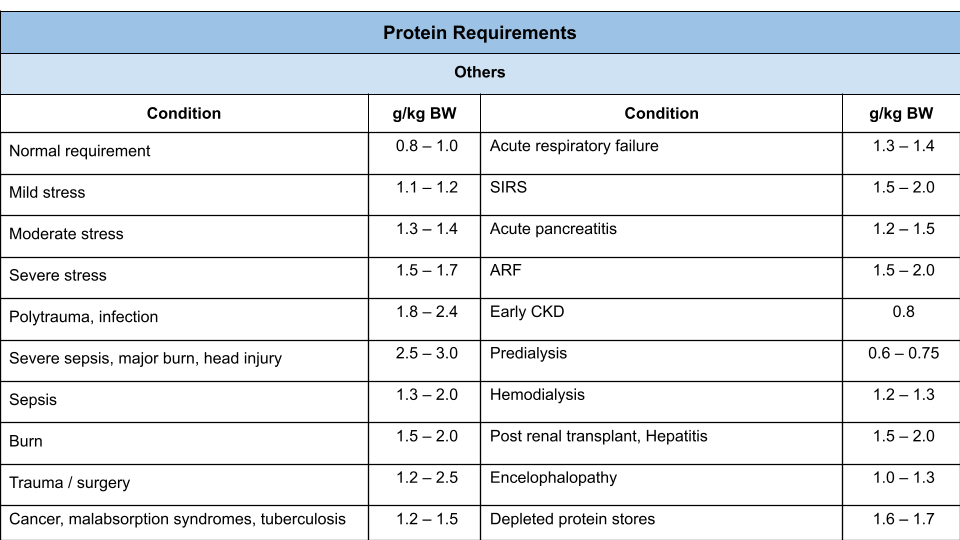 Protein Requirements
Others
Condition g/kg BW Condition g/kg BW
Normal requirement 0.8 – 1.0 Acute respiratory failure 1.3 – 1.4
Mild stress 1.1 – 1.2 SIRS 1.5 – 2.0
Moderate stress 1.3 – 1.4 Acute pancreatitis 1.2 – 1.5
Severe stress 1.5 – 1.7 ARF 1.5 – 2.0
Polytrauma, infection 1.8 – 2.4 Early CKD 0.8
Severe sepsis, major burn, head injury 2.5 – 3.0 Predialysis 0.6 – 0.75
Sepsis 1.3 – 2.0 Hemodialysis 1.2 – 1.3
Burn 1.5 – 2.0 Post renal transplant, Hepatitis 1.5 – 2.0
Trauma / surgery 1.2 – 2.5 Encelophalopathy 1.0 – 1.3
Cancer, malabsorption syndromes, tuberculosis 1.2 – 1.5 Depleted protein stores 1.6 – 1.7